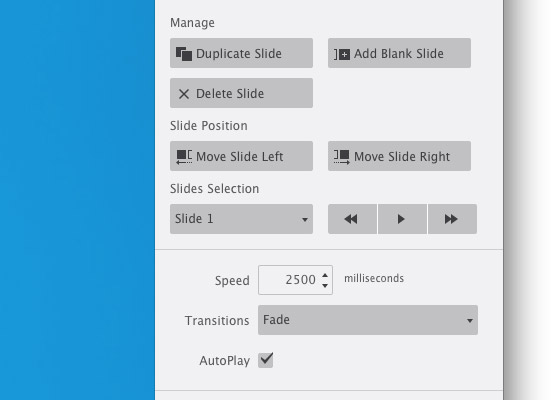 Manage
Duplicate Slide
Add Blank Slide
Delete Slide
Slide Position
Move Slide Left
Move Slide Right
Slides Selection
Slide 1
Speed 2500 milliseconds
Transitions Fade
AutoPlay